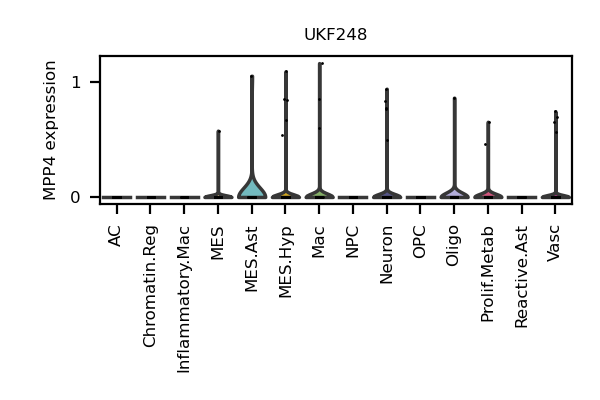 UKF248
MPP4 expression
1
0
AC
Chromatin.Reg
Inflammatory.Mac
MES
MES.Ast
MES.Hyp
Mac
NPC
Neuron
OPC
Oligo
Prolif.Metab
Reactive.Ast
Vasc